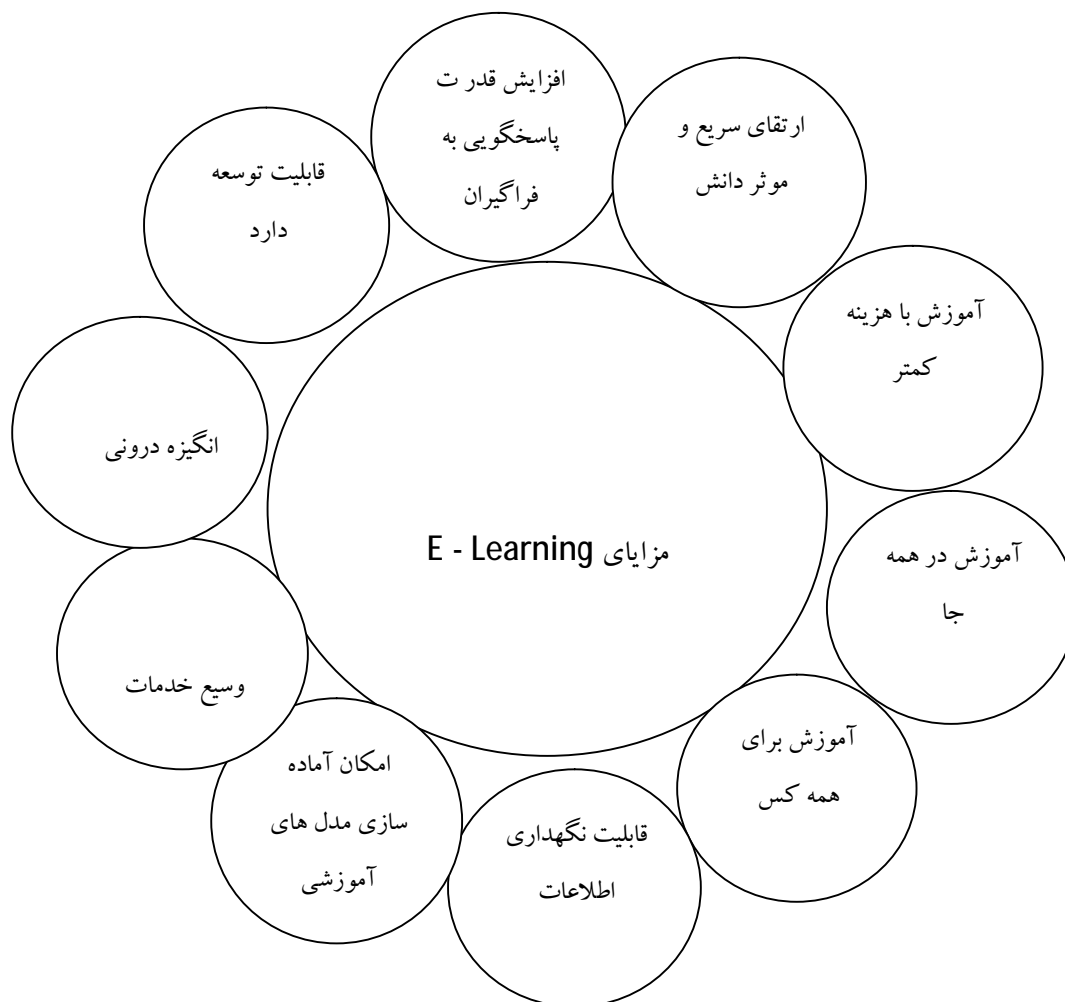 افزایش قدر ت
پاسخگویی به
فراگیران
ارتقای سریع و
موثر دانش
آموزش با هزینه
کمتر
آموزش در همه
جا
آموزش برای
همه کس
قابلیت نگهداری
اطلاعات
امکان آماده
سازی مدل های
آموزشی
وسیع خدمات
انگیزه درونی
قابلیت توسعه
دارد
مزایای E - Learning